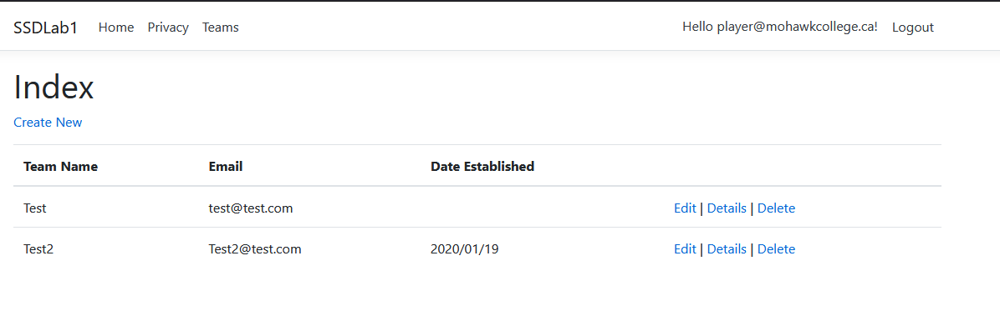 SSDLab1 Home Privacy Teams Hello player@mohawkcollege.ca! Logout
Index
Create New
Team Name Email Date Established
Test test@test.com Edit | Details | Delete
Test2 Test2@test.com 2020/01/19 Edit | Details | Delete